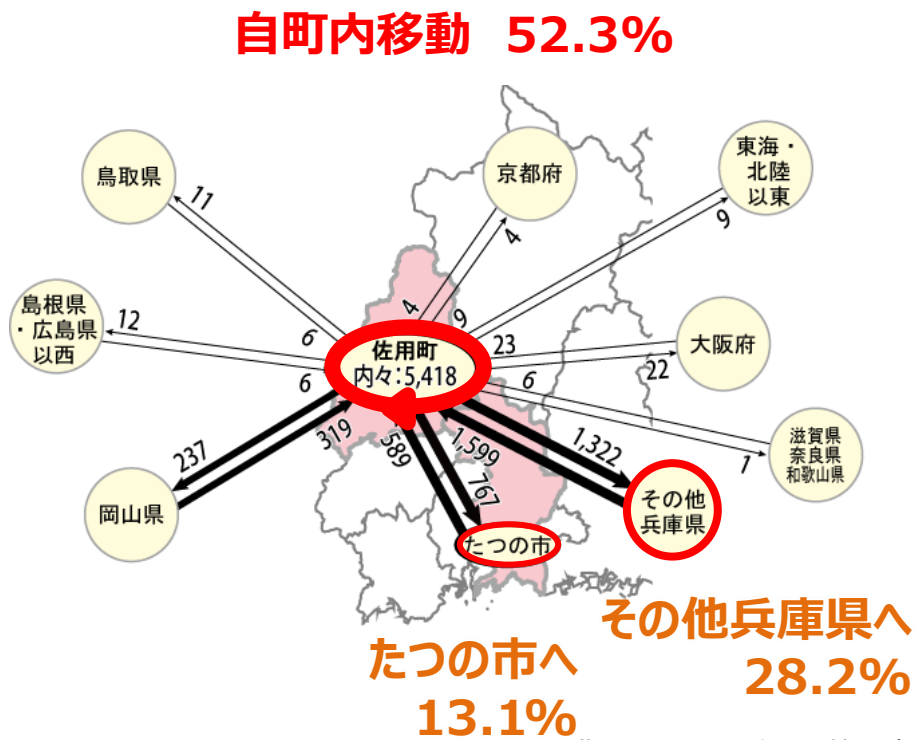 自町内移動 52.3%
鳥取県
京都府
東海・
北陸
以東
11
4
9
島根県
・広島県
以西
12
6
4
9
佐用町
内々:5,418
23
22
大阪府
6
6
1
滋賀県
奈良県
和歌山県
237
319
589
1,599
767
1,322
岡山県
たつの市
その他
兵庫県
その他兵庫県へ
28.2%
たつの市へ
13.1%